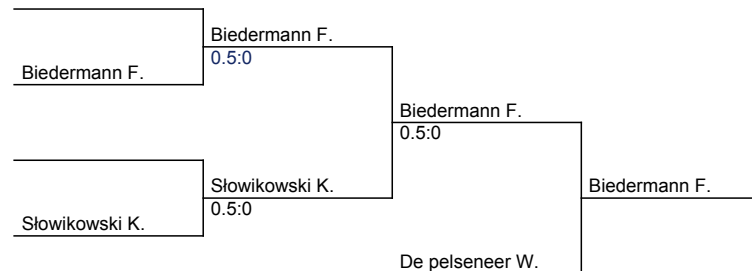 Biedermann F.
Biedermann F.
0.5:0
Biedermann F.
0.5:0
Słowikowski K.
Biedermann F.
0.5:0
Słowikowski K.
De pelseneer W.